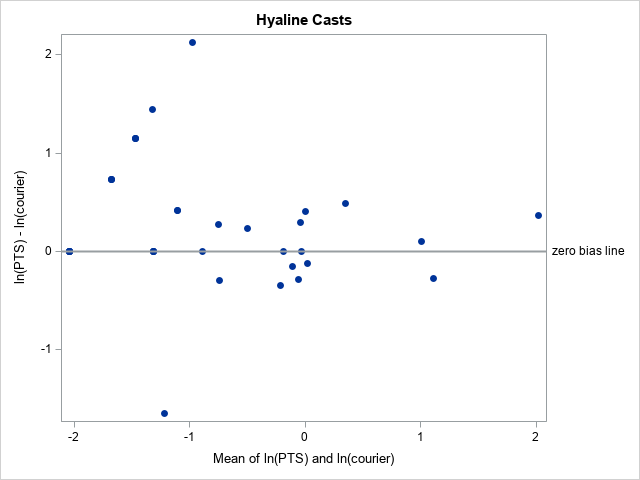 Hyaline Casts
2
1
0
-1
ln(PTS) - ln(courier)
zero bias line
-2
-1
0
1
2
Mean of ln(PTS) and ln(courier)